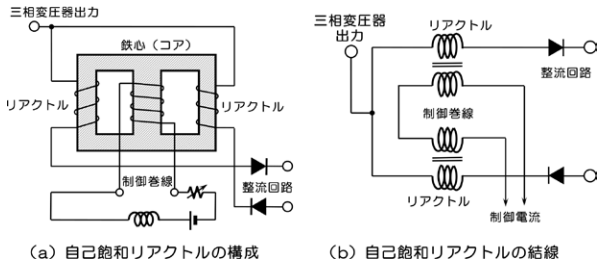 三相変圧器出力
鉄心（コア）
リアクトル
リアクトル
制御巻線
整流回路
（a）自己飽和リアクトルの構成
三相変圧器
出力
リアクトル
整流回路
制御巻線
リアクトル
制御電流
（b）自己飽和リアクトルの結線